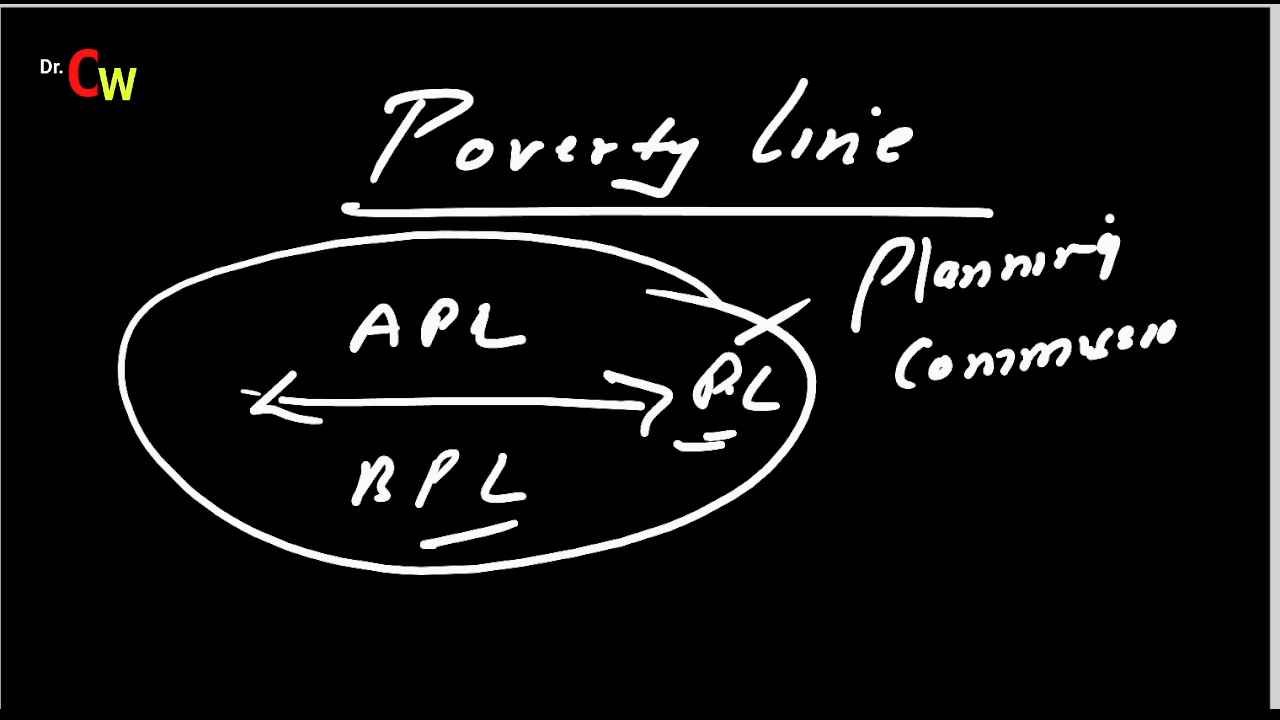 Dr. CW
Poverty Line
Planning
Commission
APL
PL
BPL